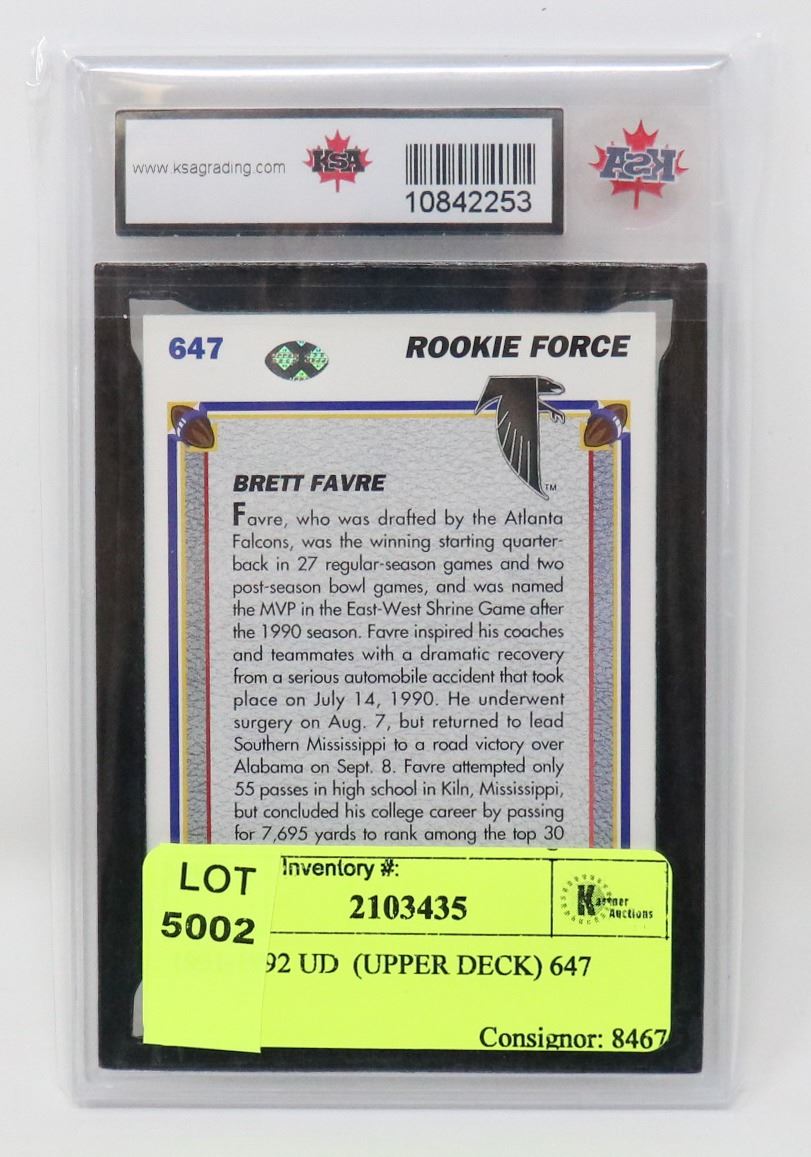 www.ksagrading.com
KSA
10842253
KSA
647
ROOKIE FORCE
TM
BRETT FAVRE
Favre, who was drafted by the Atlanta
Falcons, was the winning starting quarter-
back in 27 regular-season games and two
post-season bowl games, and was named
the MVP in the East-West Shrine Game after
the 1990 season. Favre inspired his coaches
and teammates with a dramatic recovery
from a serious automobile accident that took
place on July 14, 1990. He underwent
surgery on Aug. 7, but returned to lead
Southern Mississippi to a road victory over
Alabama on Sept. 8. Favre attempted only
55 passes in high school in Kiln, Mississippi,
but concluded his college career by passing
for 7,695 yards to rank among the top 30
LOT
5002
Inventory #:
2103435
Kastner
Auctions
92 UD (UPPER DECK) 647
Consignor: 8467